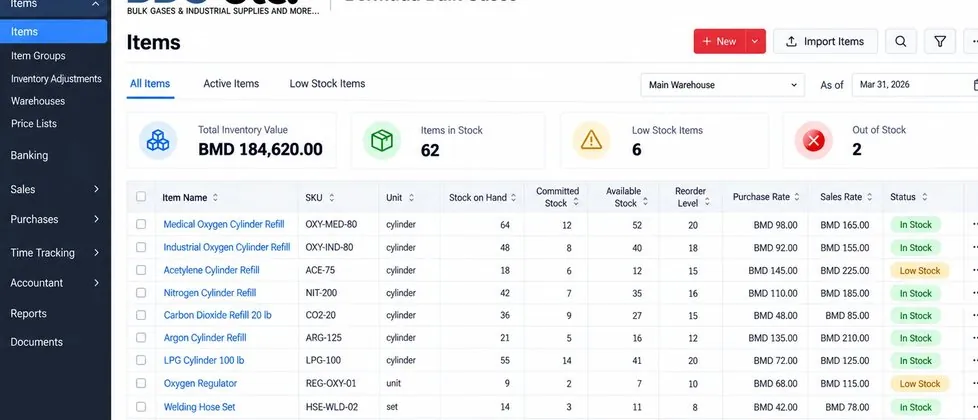 Items
Items
Item Groups
Inventory Adjustments
Warehouses
Price Lists
Banking
Sales
Purchases
Time Tracking
Accountant
Reports
Documents
BULK GASES & INDUSTRIAL SUPPLIES AND MORE...
Items
+ New
Import Items
All Items Active Items Low Stock Items
Main Warehouse As of Mar 31, 2026
Total Inventory Value
BMD 184,620.00
Items in Stock
62
Low Stock Items
6
Out of Stock
2
Item Name SKU Unit Stock on Hand Committed Stock Available Stock Reorder Level Purchase Rate Sales Rate Status
Medical Oxygen Cylinder Refill OXY-MED-80 cylinder 64 12 52 20 BMD 98.00 BMD 165.00 In Stock
Industrial Oxygen Cylinder Refill OXY-IND-80 cylinder 48 8 40 18 BMD 92.00 BMD 155.00 In Stock
Acetylene Cylinder Refill ACE-75 cylinder 18 6 12 15 BMD 145.00 BMD 225.00 Low Stock
Nitrogen Cylinder Refill NIT-200 cylinder 42 7 35 16 BMD 110.00 BMD 185.00 In Stock
Carbon Dioxide Refill 20 lb CO2-20 cylinder 36 9 27 15 BMD 48.00 BMD 85.00 In Stock
Argon Cylinder Refill ARG-125 cylinder 21 5 16 12 BMD 135.00 BMD 210.00 In Stock
LPG Cylinder 100 lb LPG-100 cylinder 55 14 41 20 BMD 72.00 BMD 125.00 In Stock
Oxygen Regulator REG-OXY-01 unit 9 2 7 10 BMD 68.00 BMD 115.00 Low Stock
Welding Hose Set HSE-WLD-02 set 14 3 11 8 BMD 42.00 BMD 78.00 In Stock